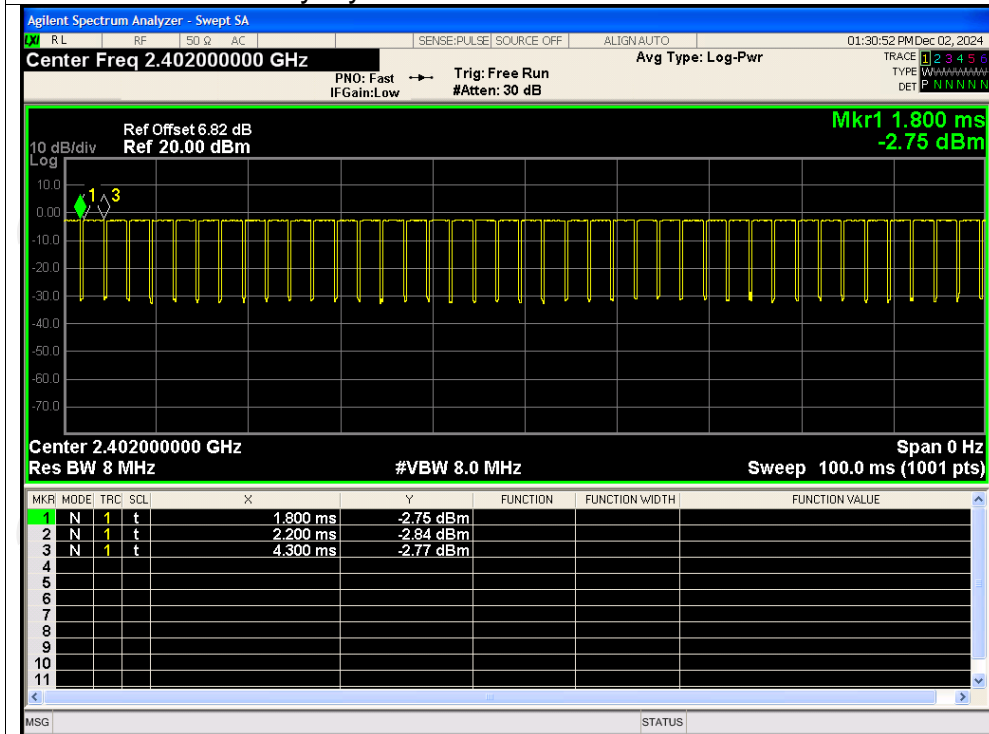 Agilent Spectrum Analyzer - Swept SA
LXI RL RF 50 Ω AC SENSE:PULSE SOURCE OFF ALIGNAUTO 01:30:52 PMDec 02, 2024
Center Freq 2.402000000 GHz Avg Type: Log-Pwr TRACE 1 2 3 4 5 6
PNO: Fast Trig: Free Run TYPE WWWWWW
IFGain:Low #Atten: 30 dB DET P N N N N N
Mkr1 1.800 ms
Ref Offset 6.82 dB -2.75 dBm
10 dB/div Ref 20.00 dBm
Log
10.0
1 3
0.00
-10.0
-20.0
-30.0
-40.0
-50.0
-60.0
-70.0
Center 2.402000000 GHz Span 0 Hz
Res BW 8 MHz #VBW 8.0 MHz Sweep 100.0 ms (1001 pts)
MKR MODE TRC SCL X Y FUNCTION FUNCTION WIDTH FUNCTION VALUE
1 N 1 t 1.800 ms -2.75 dBm
2 N 1 t 2.200 ms -2.84 dBm
3 N 1 t 4.300 ms -2.77 dBm
4
5
6
7
8
9
10
11
MSG STATUS